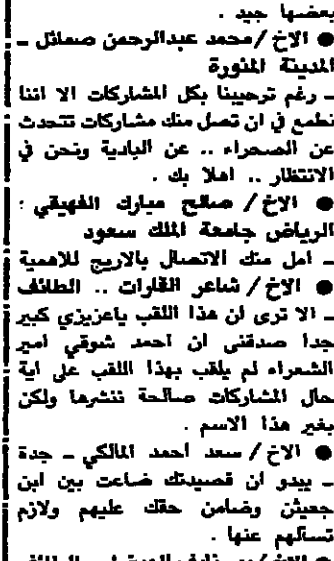 بعضها جيد .
● الاخ / محمد عبدالرحمن صمائل ـ
المدينة المنورة
ـ رغم ترحيبنا بكل المشاركات الا اننا
نطمع في ان تصل منك مشاركات تتحدث
عن الصحراء .. عن البادية ونحن في
الانتظار .. اهلا بك .
● الاخ / صالح مبارك الفهيقي :
الرياض جامعة الملك سعود
ـ امل منك الاتصال بالاريج للاهمية
● الاخ / شاعر القارات .. الطائف
ـ الا ترى ان هذا اللقب ياعزيزي كبير
جدا صدقنى ان احمد شوقي امير
الشعراء لم يلقب بهذا اللقب على اية
حال المشاركات صالحة ننشرها ولكن
بغير هذا الاسم .
● الاخ / سعد احمد المالكي ـ جدة
ـ يبدو ان قصيدتك ضاعت بين ابن
جعيثن وضامن حقك عليهم ولازم
تسألهم عنها .
● الاخ /